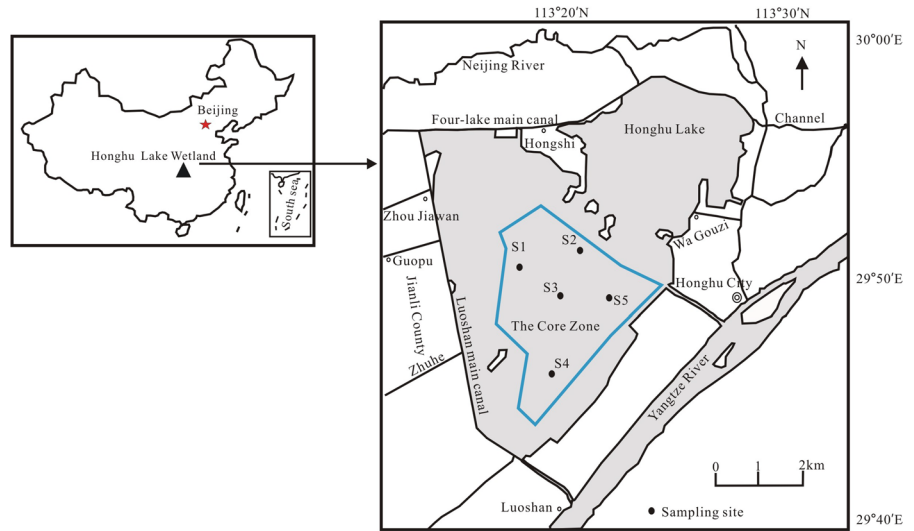 113°20′N
113°30′N
30°00′E
N
Neijing River
Beijing
Four-lake main canal
Honghu Lake
Channel
Hongshi
Honghu Lake Wetland
South sea
Zhou Jiawan
S1
S2
Wa Gouzi
Guopu
Honghu City
29°50′E
Jianli County
Luoshan main canal
S3
S5
The Core Zone
Zhuhe
S4
Yangtze River
0 1 2km
Luoshan
Sampling site
29°40′E